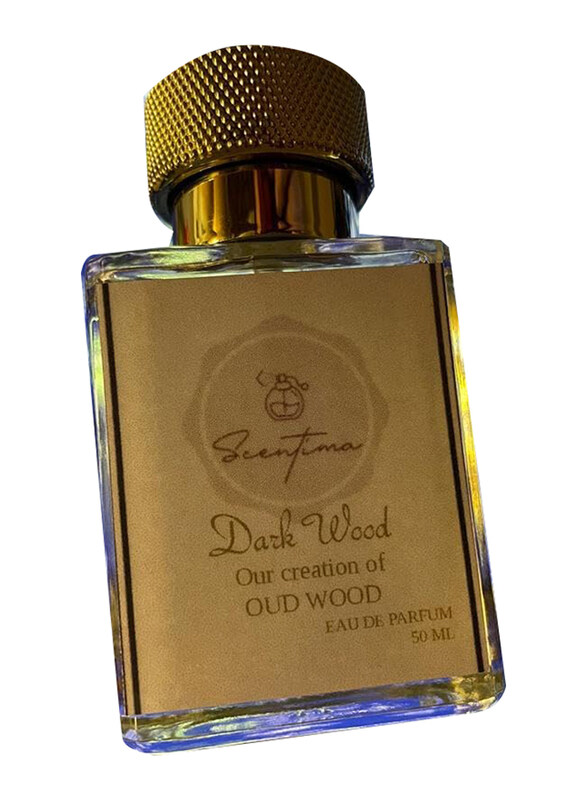 Scentima
Dark Wood
Our creation of
OUD WOOD
EAU DE PARFUM
50 ML